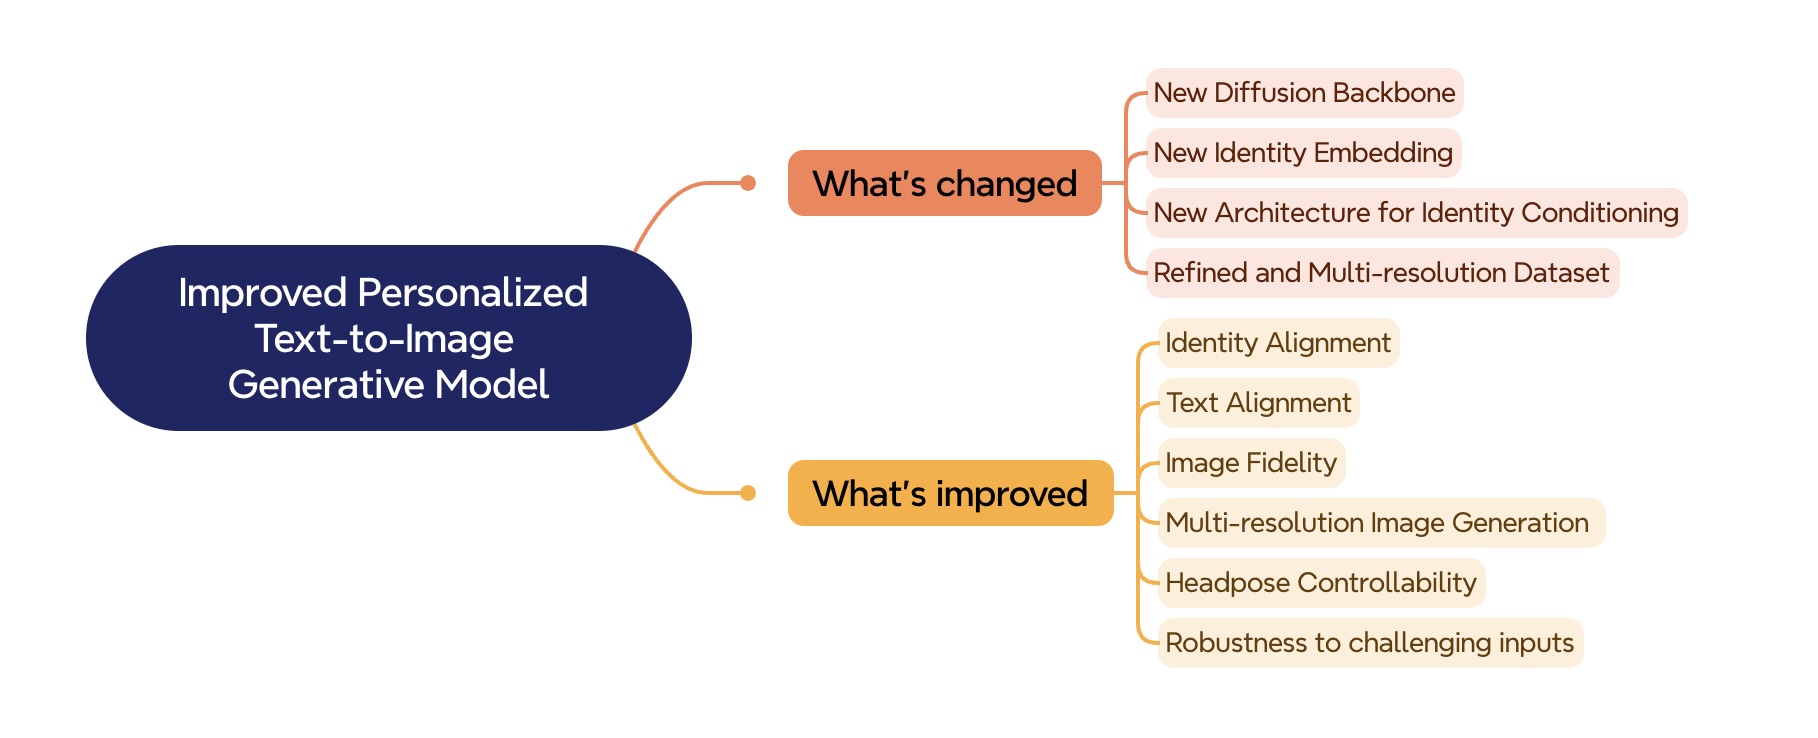 Improved Personalized
Text-to-Image
Generative Model
What's changed
New Diffusion Backbone
New Identity Embedding
New Architecture for Identity Conditioning
Refined and Multi-resolution Dataset
What's improved
Identity Alignment
Text Alignment
Image Fidelity
Multi-resolution Image Generation
Headpose Controllability
Robustness to challenging inputs